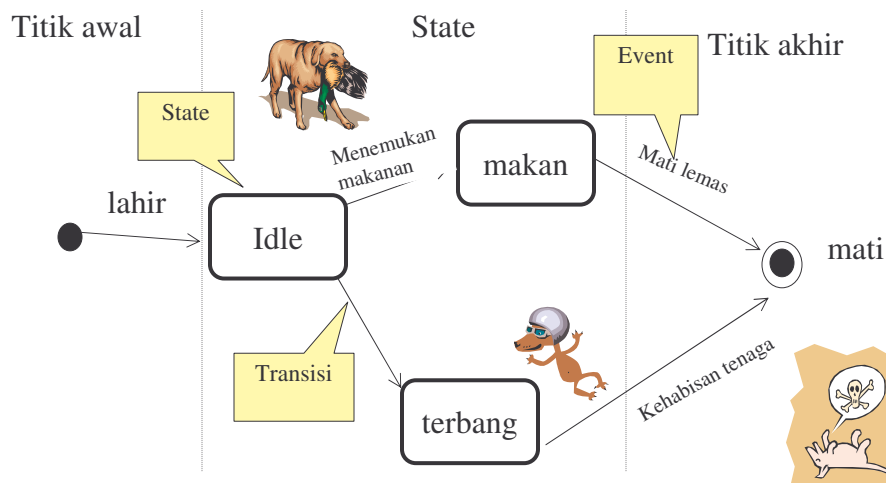 Titik awal
State
Titik akhir
Event
State
Menemukan
makanan
makan
Mati lemas
lahir
Idle
mati
Transisi
terbang
Kehabisan tenaga